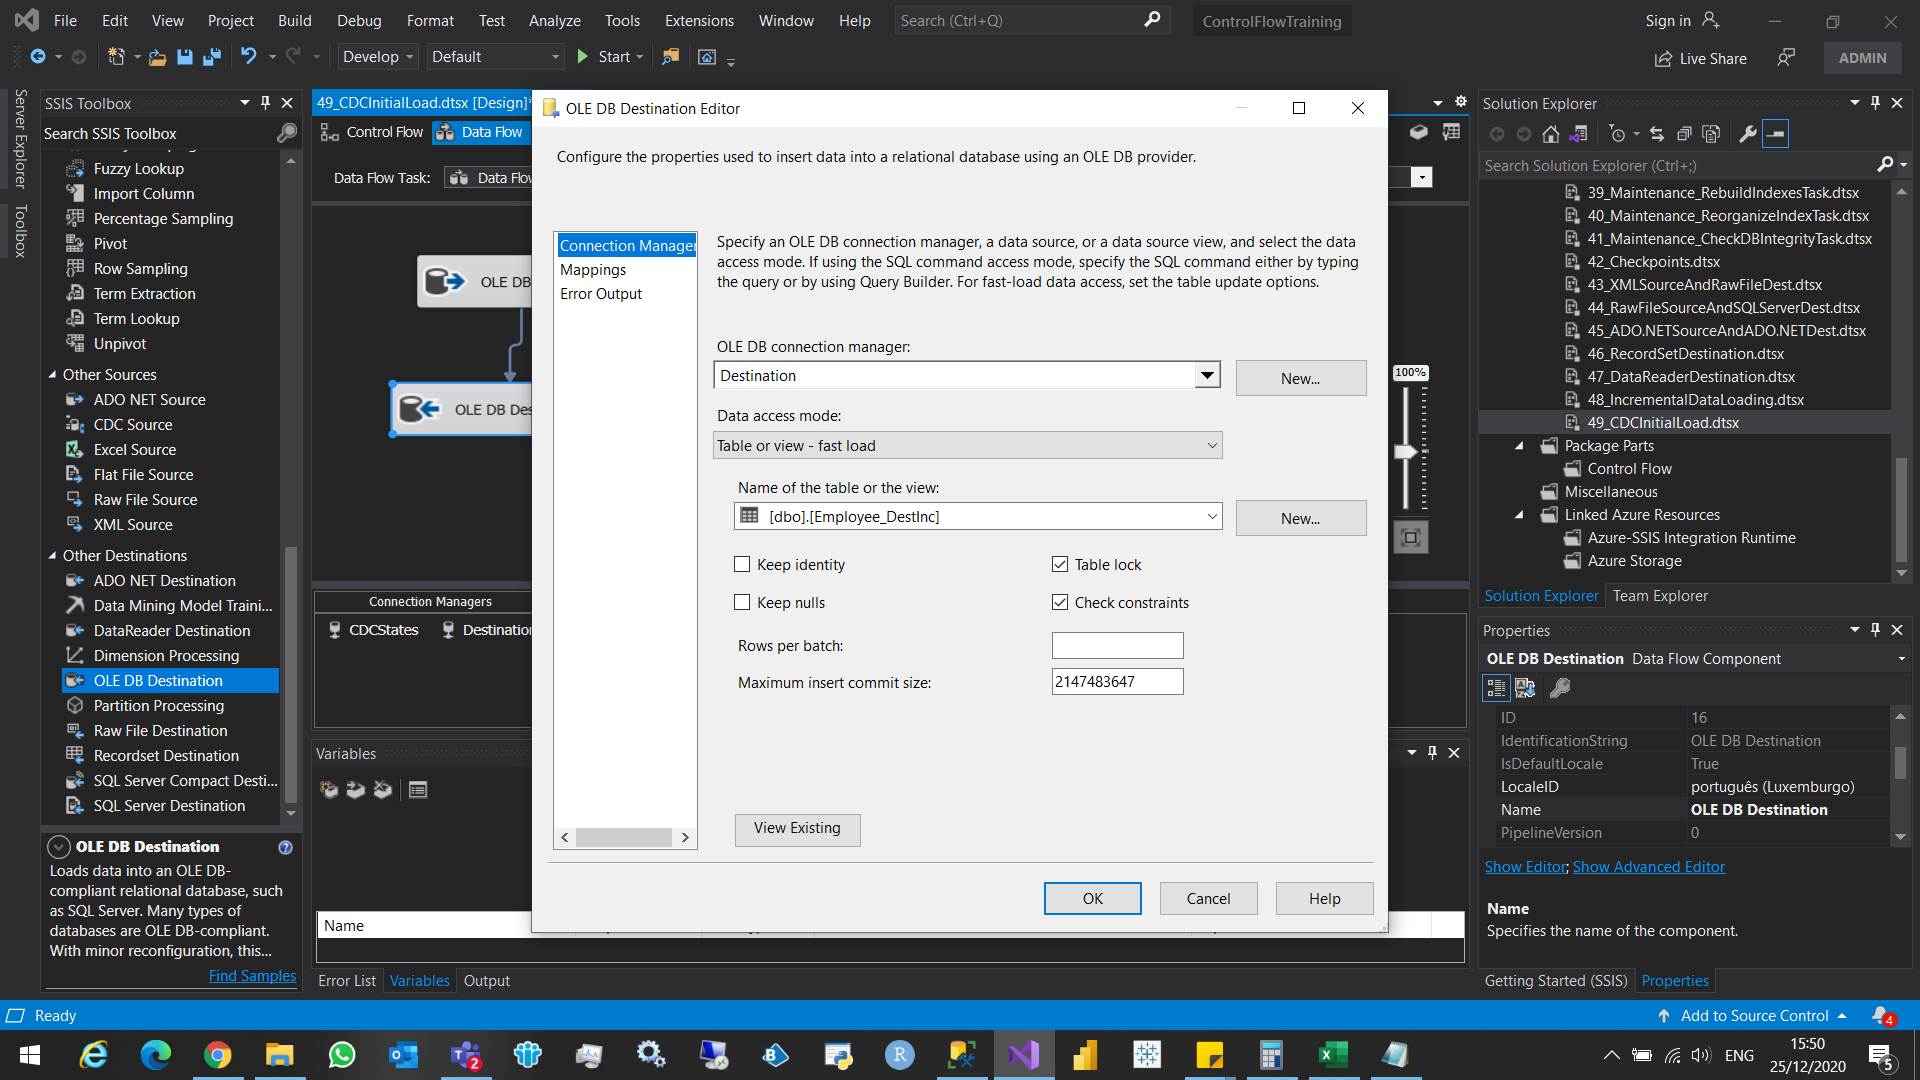 File Edit View Project Build Debug Format Test Analyze Tools Extensions Window Help Search (Ctrl+Q) ControlFlowTraining Sign in
Develop Default Start Live Share ADMIN
Server Explorer
Toolbox
SSIS Toolbox
Search SSIS Toolbox
Fuzzy Lookup
Import Column
Percentage Sampling
Pivot
Row Sampling
Term Extraction
Term Lookup
Unpivot
Other Sources
ADO NET Source
CDC Source
Excel Source
Flat File Source
Raw File Source
XML Source
Other Destinations
ADO NET Destination
Data Mining Model Traini...
DataReader Destination
Dimension Processing
OLE DB Destination
Partition Processing
Raw File Destination
Recordset Destination
SQL Server Compact Desti...
SQL Server Destination
OLE DB Destination
Loads data into an OLE DB-
compliant relational database, such
as SQL Server. Many types of
databases are OLE DB-compliant.
With minor reconfiguration, this...
Find Samples
49_CDCInitialLoad.dtsx [Design]*
Control Flow Data Flow
Data Flow Task: Data Flo
OLE DB
OLE DB Des
100%
Connection Managers
CDCStates Destination
Variables
Name
Error List Variables Output
OLE DB Destination Editor
Configure the properties used to insert data into a relational database using an OLE DB provider.
Connection Manager
Mappings
Error Output
Specify an OLE DB connection manager, a data source, or a data source view, and select the data
access mode. If using the SQL command access mode, specify the SQL command either by typing
the query or by using Query Builder. For fast-load data access, set the table update options.
OLE DB connection manager:
Destination New...
Data access mode:
Table or view - fast load
Name of the table or the view:
[dbo].[Employee_DestInc] New...
Keep identity Table lock
Keep nulls Check constraints
Rows per batch:
Maximum insert commit size: 2147483647
View Existing
OK Cancel Help
Solution Explorer
Search Solution Explorer (Ctrl+;)
39_Maintenance_RebuildIndexesTask.dtsx
40_Maintenance_ReorganizeIndexTask.dtsx
41_Maintenance_CheckDBIntegrityTask.dtsx
42_Checkpoints.dtsx
43_XMLSourceAndRawFileDest.dtsx
44_RawFileSourceAndSQLServerDest.dtsx
45_ADO.NETSourceAndADO.NETDest.dtsx
46_RecordSetDestination.dtsx
47_DataReaderDestination.dtsx
48_IncrementalDataLoading.dtsx
49_CDCInitialLoad.dtsx
Package Parts
Control Flow
Miscellaneous
Linked Azure Resources
Azure-SSIS Integration Runtime
Azure Storage
Solution Explorer Team Explorer
Properties
OLE DB Destination Data Flow Component
ID 16
IdentificationString OLE DB Destination
IsDefaultLocale True
LocaleID português (Luxemburgo)
Name OLE DB Destination
PipelineVersion 0
Show Editor; Show Advanced Editor
Name
Specifies the name of the component.
Getting Started (SSIS) Properties
Ready Add to Source Control 4
2 ENG 15:50
25/12/2020 5